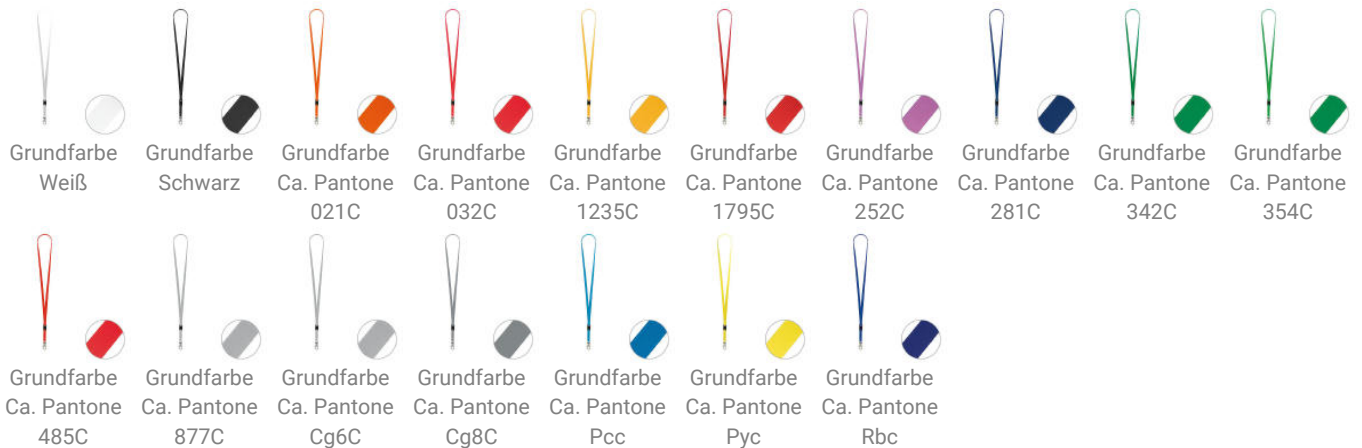 Grundfarbe Grundfarbe Grundfarbe Grundfarbe Grundfarbe Grundfarbe Grundfarbe Grundfarbe Grundfarbe Grundfarbe
Weiß Schwarz Ca. Pantone Ca. Pantone Ca. Pantone Ca. Pantone Ca. Pantone Ca. Pantone Ca. Pantone Ca. Pantone
021C 032C 1235C 1795C 252C 281C 342C 354C
Grundfarbe Grundfarbe Grundfarbe Grundfarbe Grundfarbe Grundfarbe Grundfarbe
Ca. Pantone Ca. Pantone Ca. Pantone Ca. Pantone Ca. Pantone Ca. Pantone Ca. Pantone
485C 877C Cg6C Cg8C Pcc Pyc Rbc